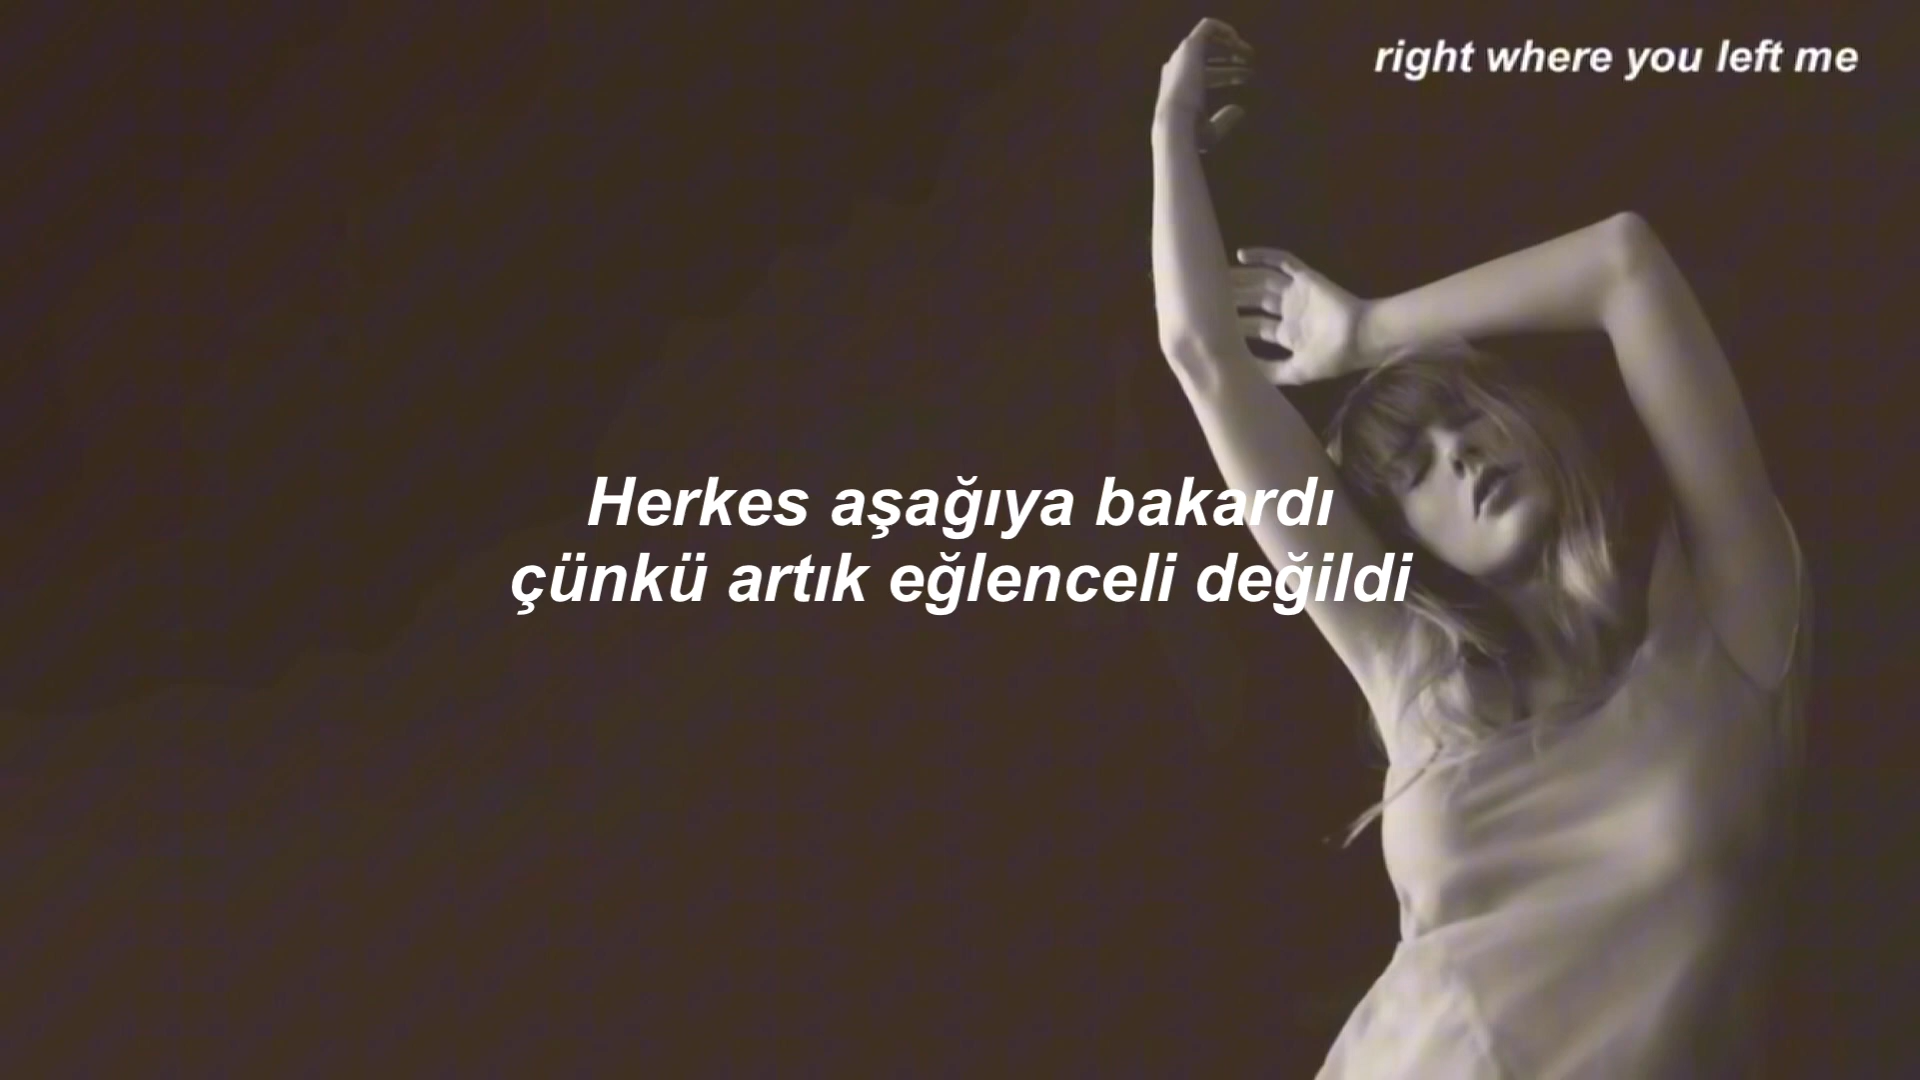 right where you left me
Herkes aşağıya bakardı
çünkü artık eğlenceli değildi